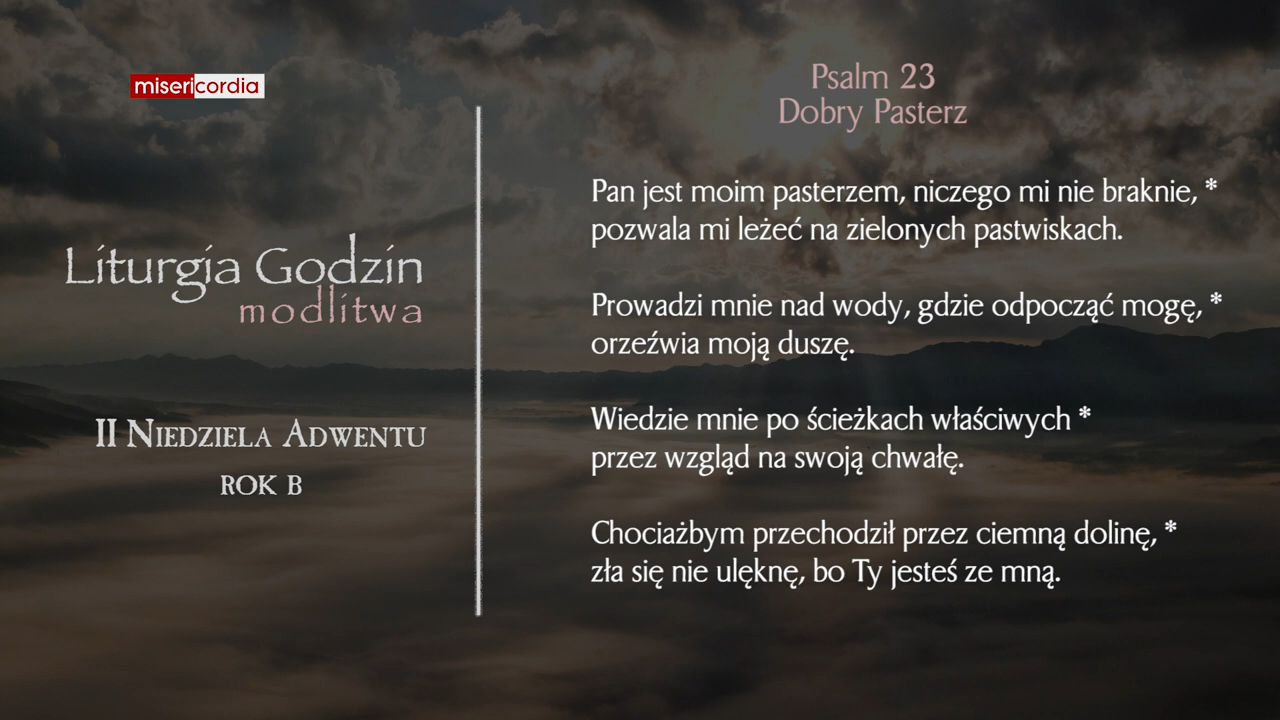 misericordia
Liturgia Godzin
modlitwa
II Niedziela Adwentu
ROK B
Psalm 23
Dobry Pasterz
Pan jest moim pasterzem, niczego mi nie braknie, *
pozwala mi leżeć na zielonych pastwiskach.
Prowadzi mnie nad wody, gdzie odpocząć mogę, *
orzeźwia moją duszę.
Wiedzie mnie po ścieżkach właściwych *
przez wzgląd na swoją chwałę.
Chociażbym przechodził przez ciemną dolinę, *
zła się nie ulęknę, bo Ty jesteś ze mną.